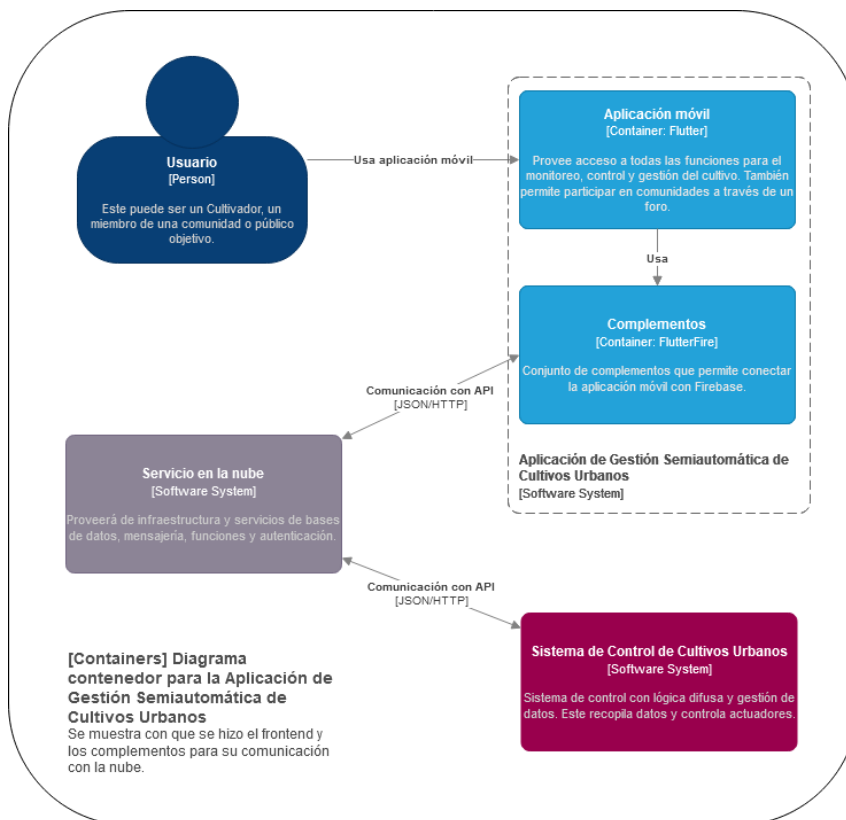 Usuario
[Person]
Este puede ser un Cultivador, un
miembro de una comunidad o público
objetivo.
Usa aplicación móvil
Aplicación móvil
[Container: Flutter]
Provee acceso a todas las funciones para el
monitoreo, control y gestión del cultivo. También
permite participar en comunidades a través de un
foro.
Usa
Complementos
[Container: FlutterFire]
Conjunto de complementos que permite conectar
la aplicación móvil con Firebase.
Comunicación con API
[JSON/HTTP]
Aplicación de Gestión Semiautomática de
Cultivos Urbanos
[Software System]
Servicio en la nube
[Software System]
Proveerá de infraestructura y servicios de bases
de datos, mensajería, funciones y autenticación.
Comunicación con API
[JSON/HTTP]
Sistema de Control de Cultivos Urbanos
[Software System]
Sistema de control con lógica difusa y gestión de
datos. Este recopila datos y controla actuadores.
[Containers] Diagrama
contenedor para la Aplicación de
Gestión Semiautomática de
Cultivos Urbanos
Se muestra con que se hizo el frontend y
los complementos para su comunicación
con la nube.